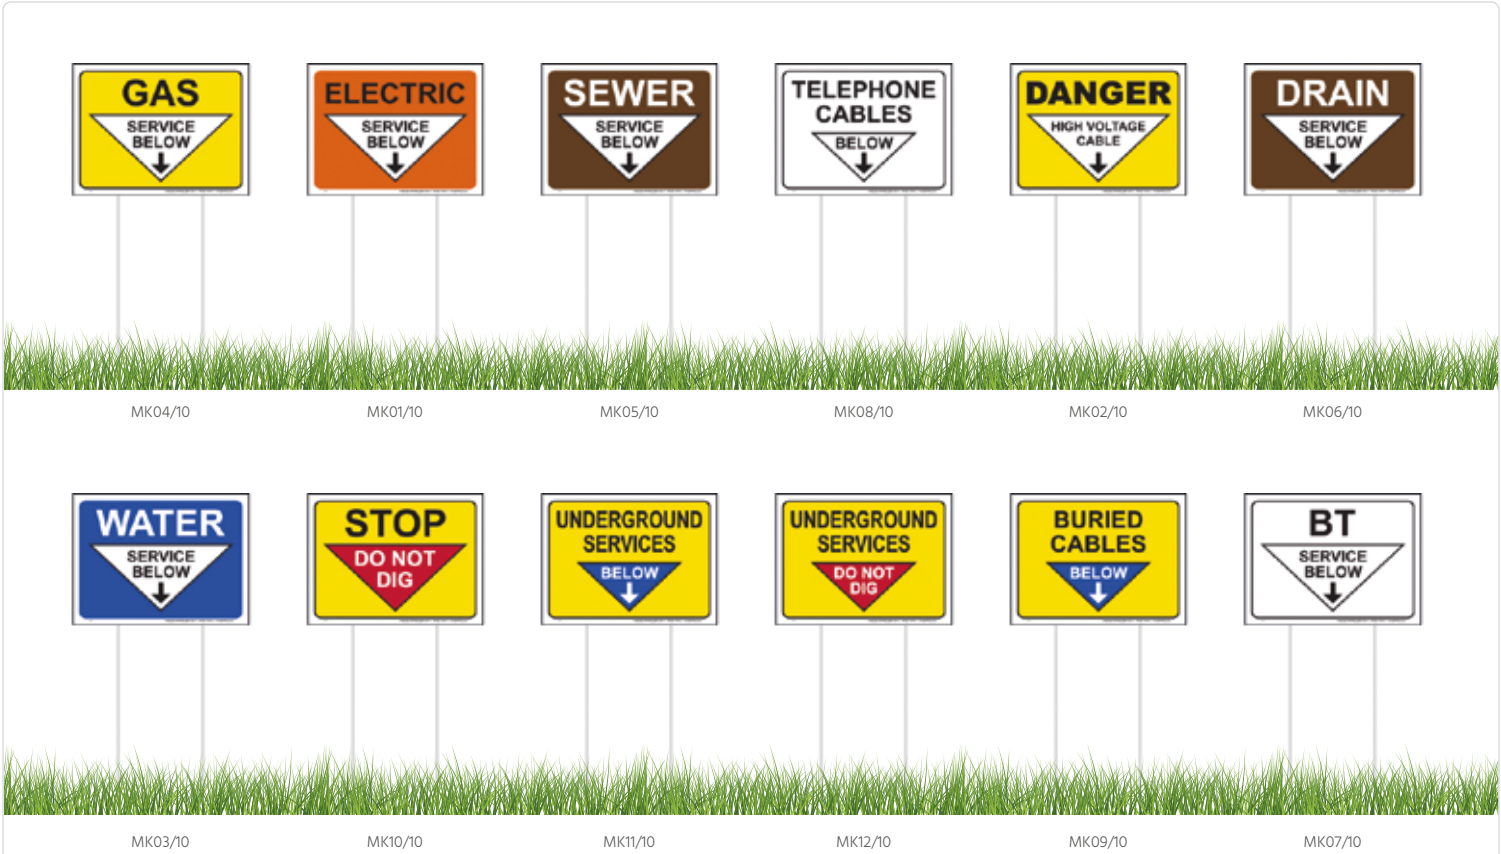 GAS
SERVICE
BELOW
ELECTRIC
SERVICE
BELOW
SEWER
SERVICE
BELOW
TELEPHONE
CABLES
BELOW
DANGER
HIGH VOLTAGE
CABLE
DRAIN
SERVICE
BELOW
MK04/10
MK01/10
MK05/10
MK08/10
MK02/10
MK06/10
WATER
SERVICE
BELOW
STOP
DO NOT
DIG
UNDERGROUND
SERVICES
BELOW
UNDERGROUND
SERVICES
DO NOT
DIG
BURIED
CABLES
BELOW
BT
SERVICE
BELOW
MK03/10
MK10/10
MK11/10
MK12/10
MK09/10
MK07/10